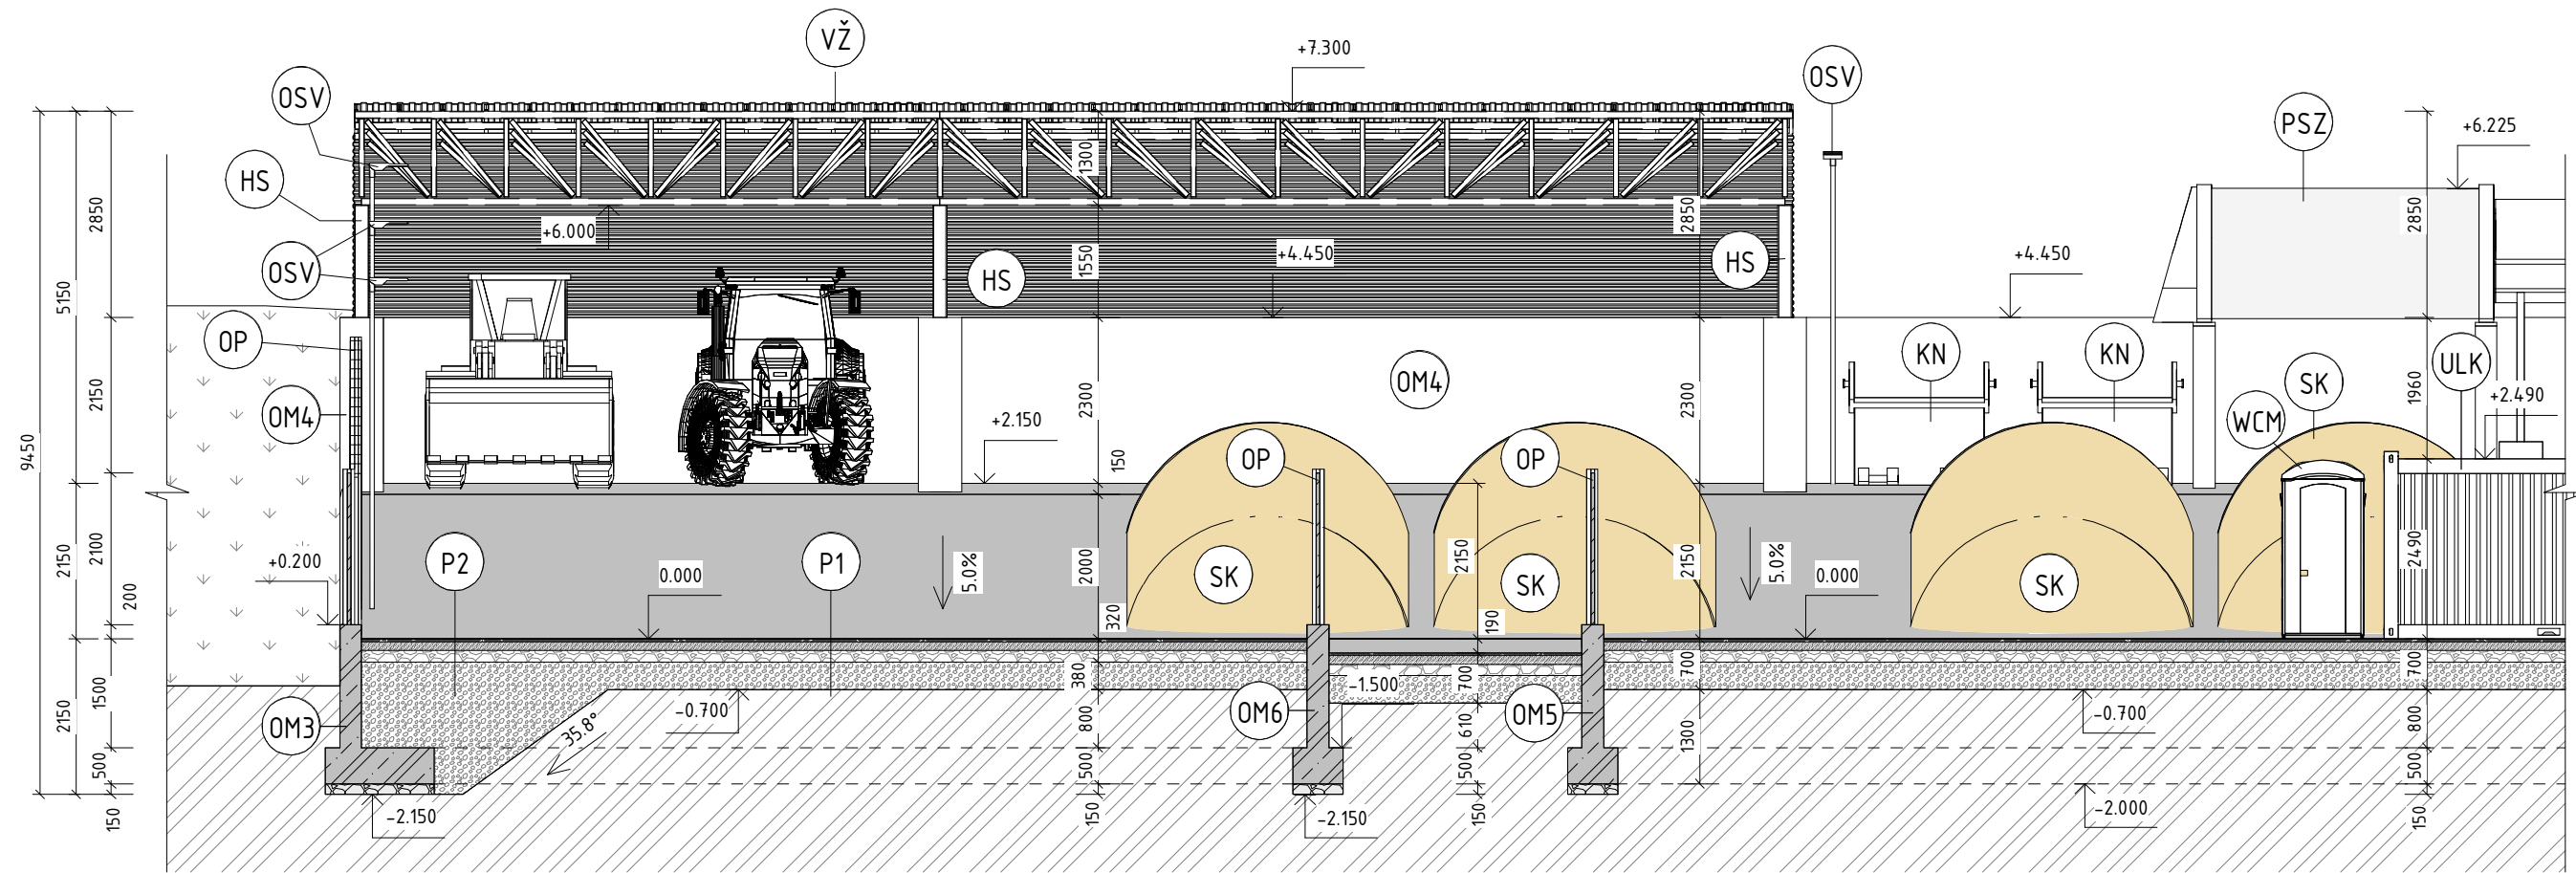 VŽ
+7.300
OSV
OSV
PSZ
+6.225
HS
1300
2850
2850
2850
+6.000
OSV
1550
+4.450
HS
HS
+4.450
5150
OP
KN
KN
ULK
SK
1960
2150
OM4
2300
OM4
2300
+2.490
WCM
+2.150
9450
150
OP
OP
2150
2100
+0.200
200
P2
P1
0.000
5.0%
2000
320
SK
2150
190
SK
2150
5.0%
0.000
SK
2490
2150
1500
500
150
OM3
35.8°
-0.700
380
800
500
150
OM6
-1.500
700
610
500
150
OM5
700
1300
-0.700
700
800
500
150
-2.150
-2.150
-2.000